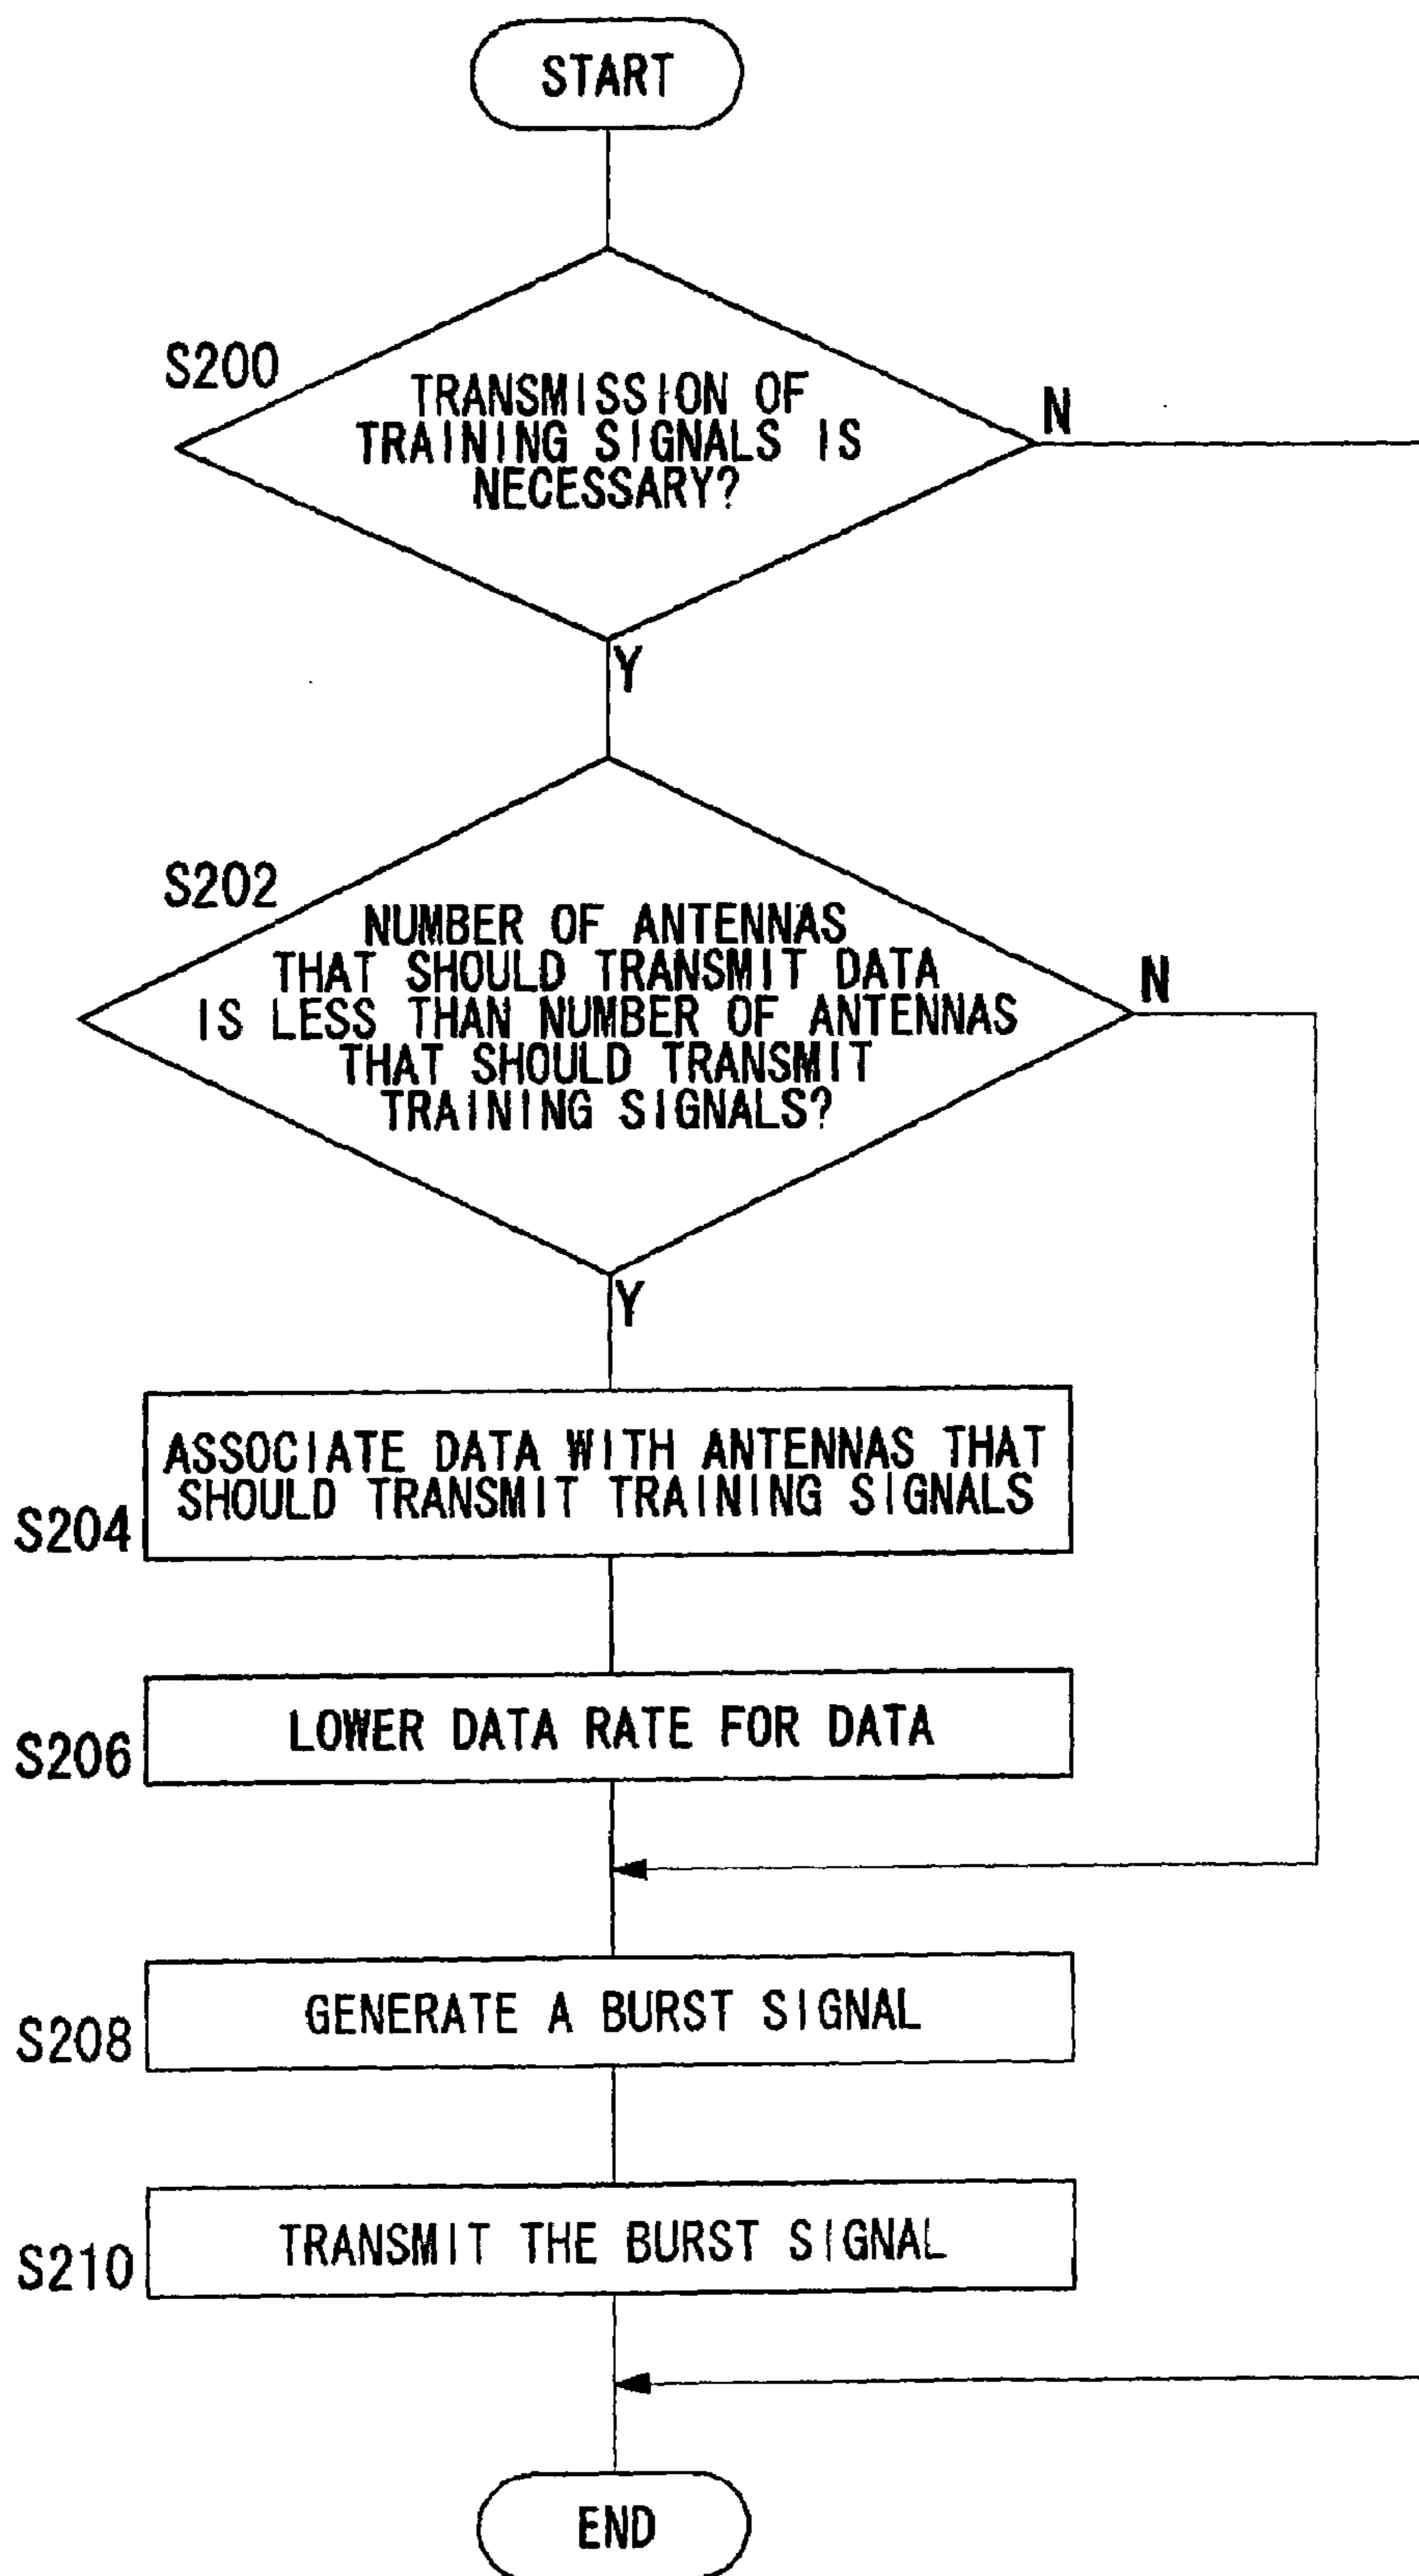 START
S200
TRANSMISSION OF
TRAINING SIGNALS IS
NECESSARY?
N
Y
S202
NUMBER OF ANTENNAS
THAT SHOULD TRANSMIT DATA
IS LESS THAN NUMBER OF ANTENNAS
THAT SHOULD TRANSMIT
TRAINING SIGNALS?
N
Y
ASSOCIATE DATA WITH ANTENNAS THAT
SHOULD TRANSMIT TRAINING SIGNALS
S204
LOWER DATA RATE FOR DATA
S206
GENERATE A BURST SIGNAL
S208
TRANSMIT THE BURST SIGNAL
S210
END